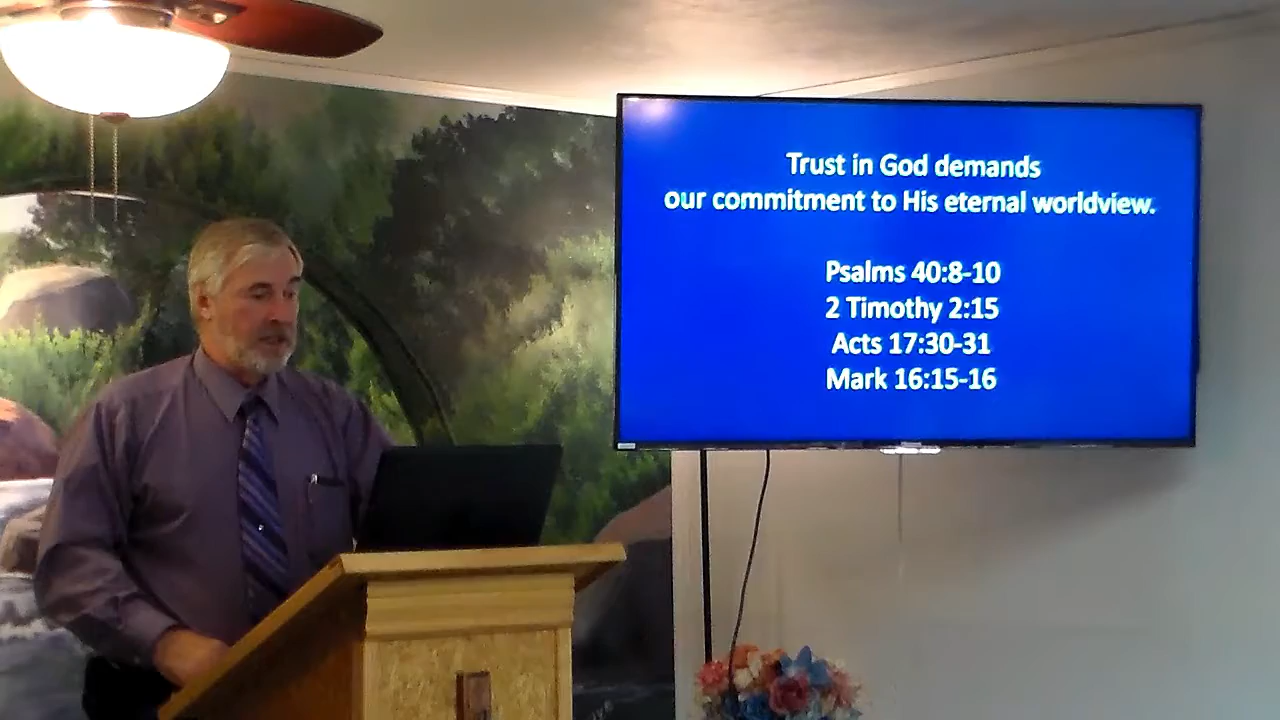 Trust in God demands
our commitment to His eternal worldview.
Psalms 40:8-10
2 Timothy 2:15
Acts 17:30-31
Mark 16:15-16